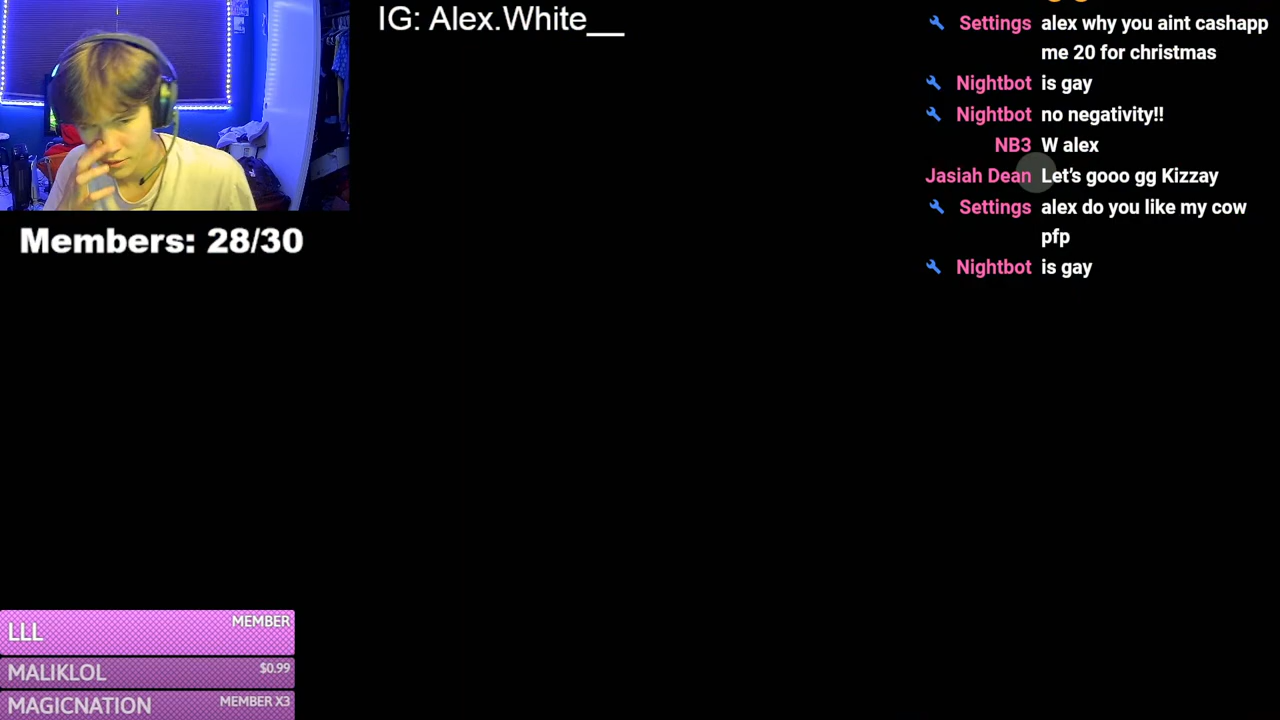 IG: Alex.White__
Settings alex why you aint cashapp
me 20 for christmas
Nightbot is gay
Nightbot no negativity!!
NB3 W alex
Jasiah Dean Let's gooo gg Kizzay
Settings alex do you like my cow
pfp
Nightbot is gay
Members: 28/30
LLL MEMBER
MALIKLOL $0.99
MAGICNATION MEMBER X3